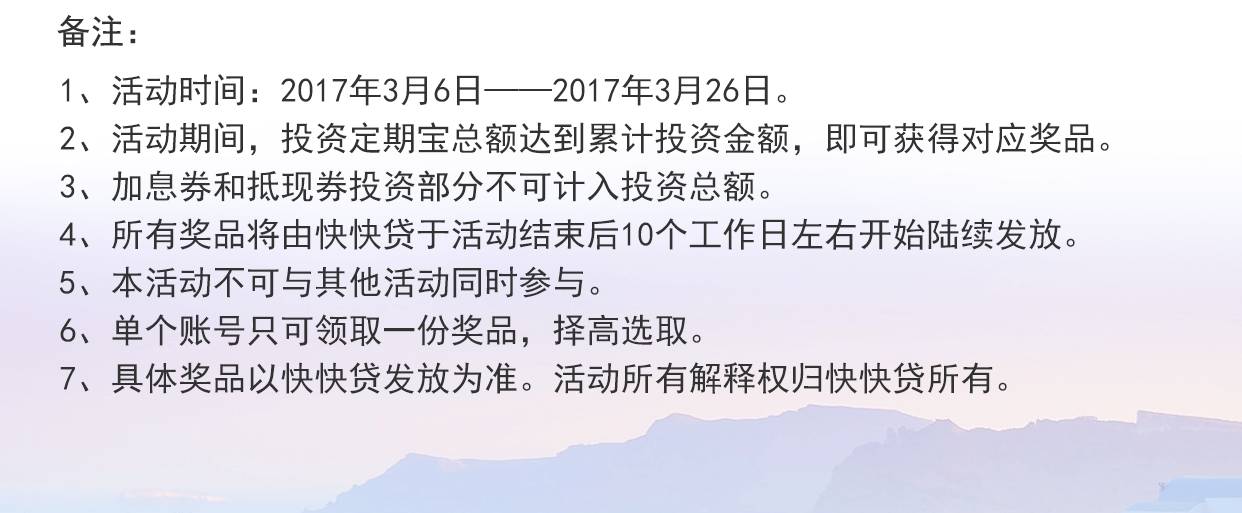 备注：
1、活动时间：2017年3月6日——2017年3月26日。
2、活动期间，投资定期宝总额达到累计投资金额，即可获得对应奖品。
3、加息券和抵现券投资部分不可计入投资总额。
4、所有奖品将由快快贷于活动结束后10个工作日左右开始陆续发放。
5、本活动不可与其他活动同时参与。
6、单个账号只可领取一份奖品，择高选取。
7、具体奖品以快快贷发放为准。活动所有解释权归快快贷所有。